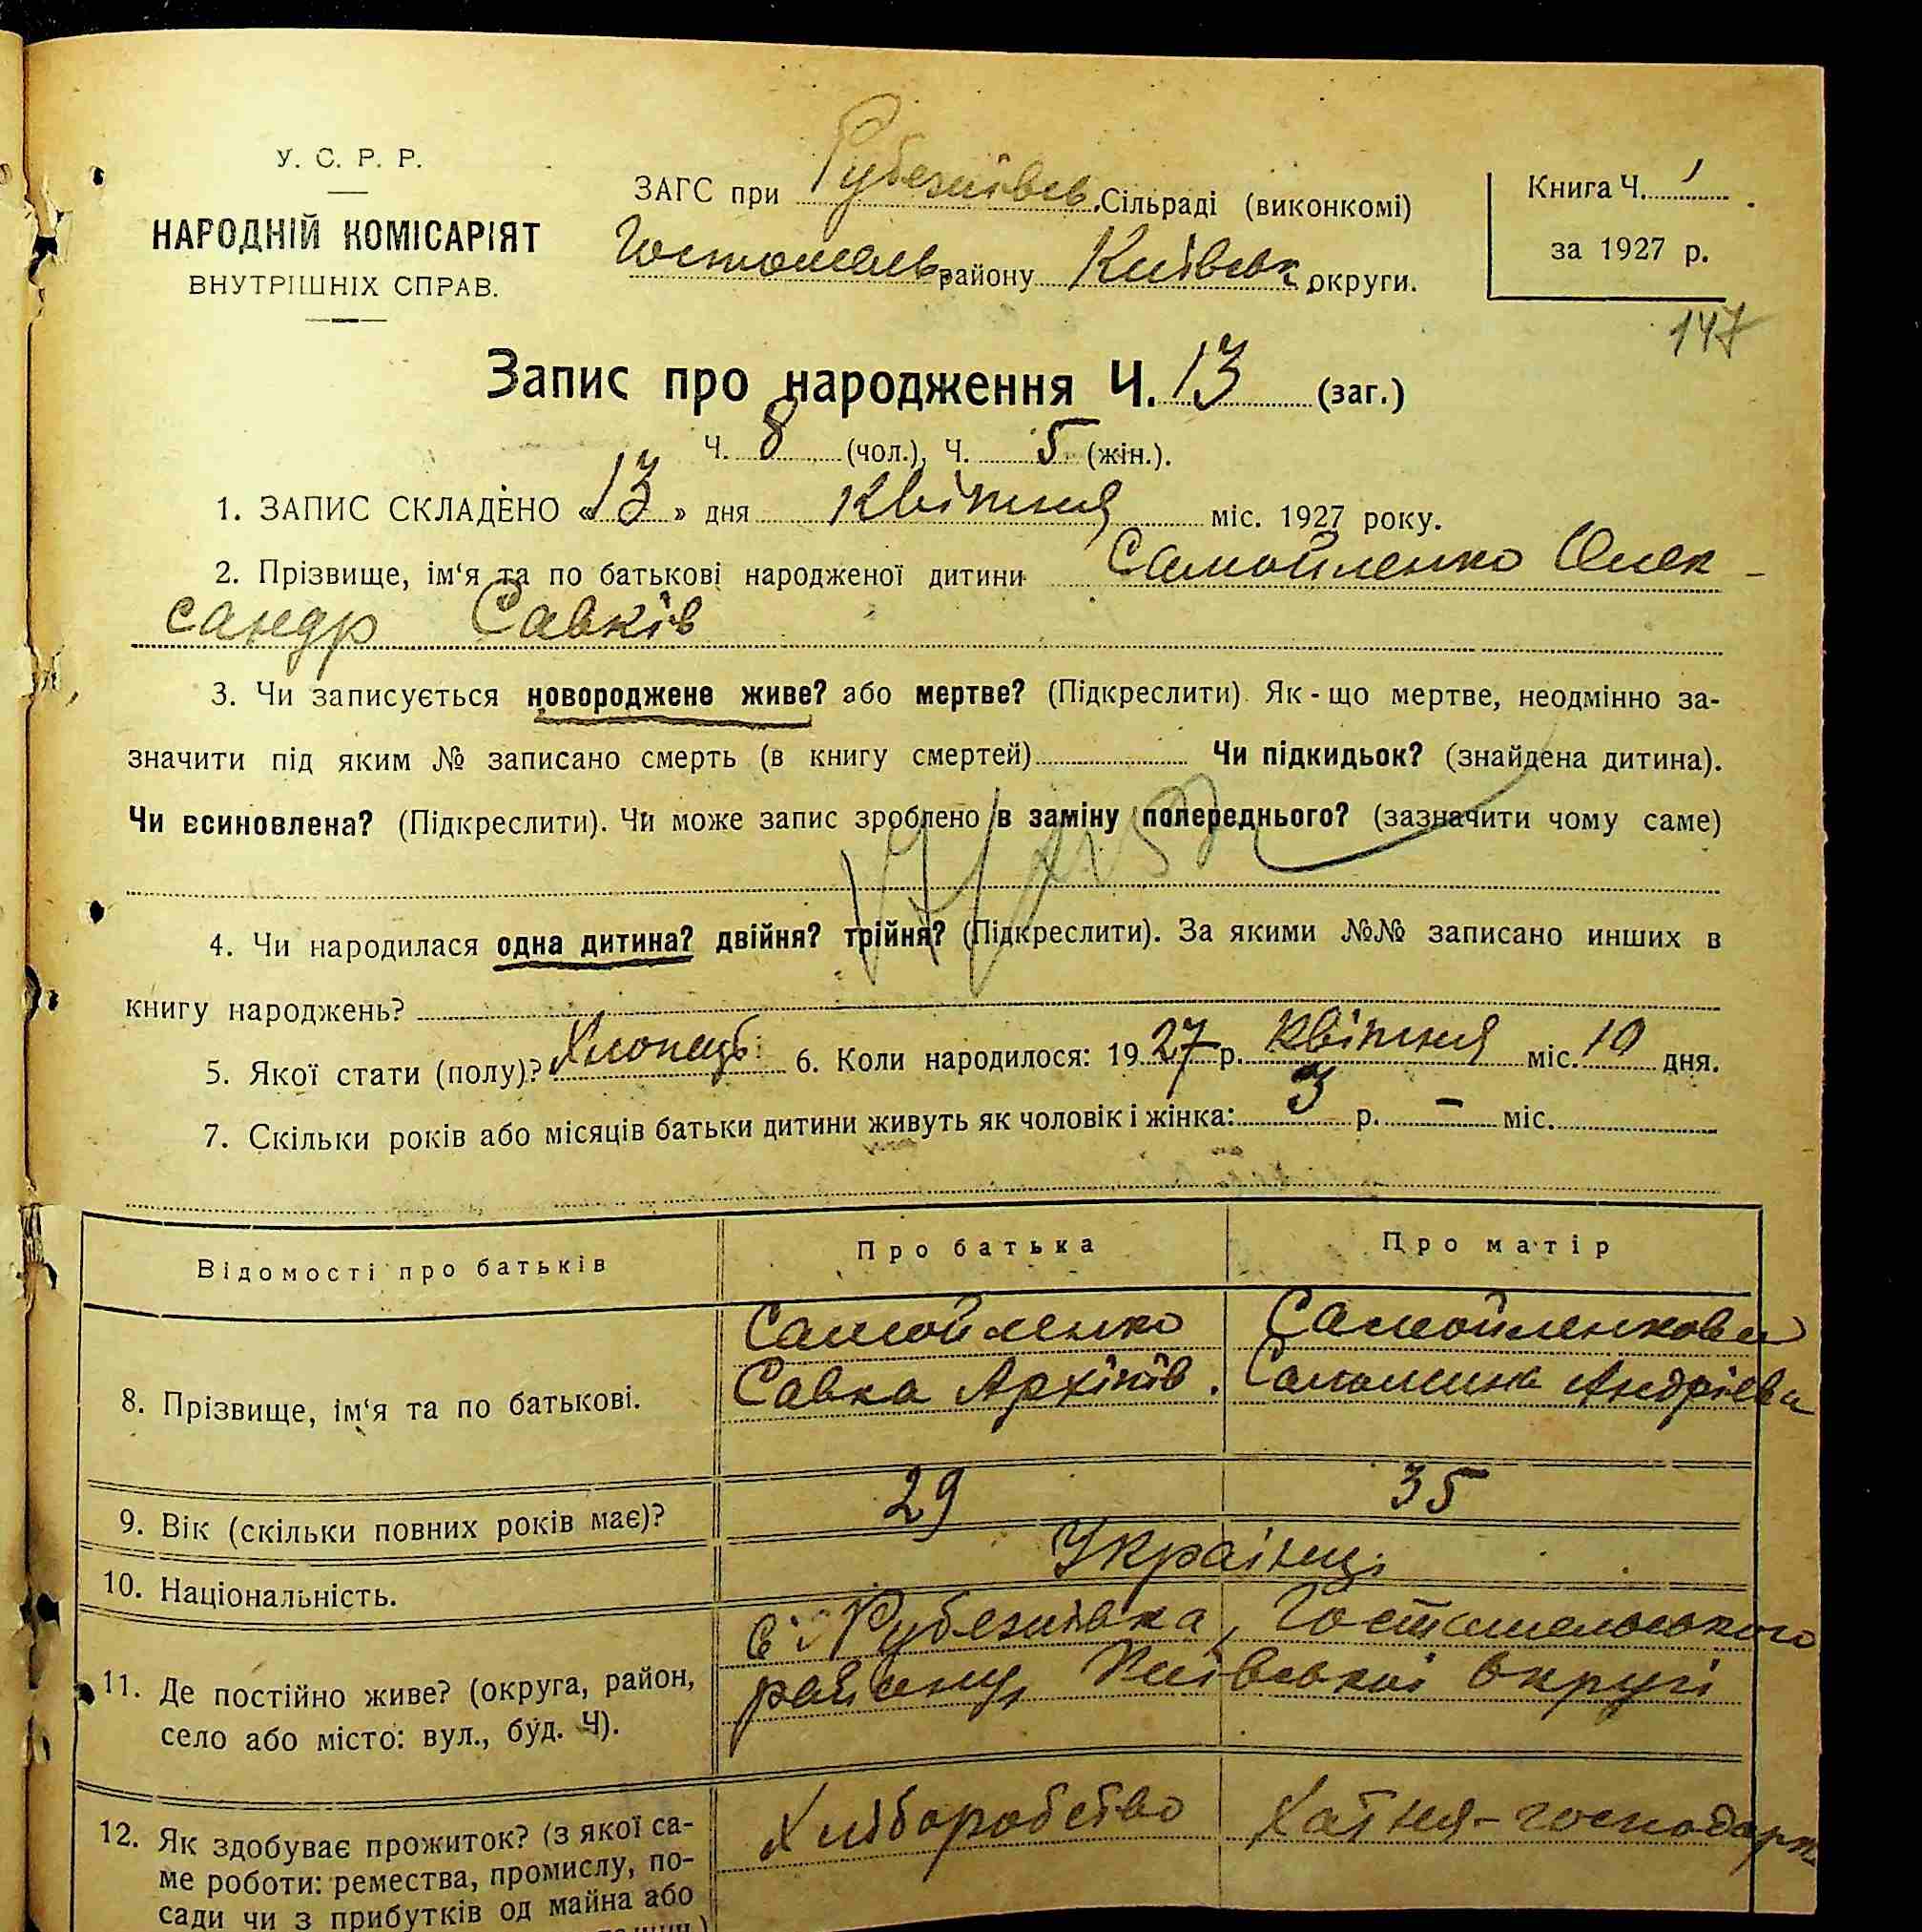 У. С. Р. Р.
НАРОДНІЙ КОМІСАРІЯТ
ВНУТРІШНІХ СПРАВ.
ЗАГС при Рубежівськ. Сільраді (виконкомі)
Гостомельськ. району Київськ. округи.
Книга Ч. 1
за 1927 р.
147
Запис про народження Ч. 13 (заг.)
Ч. 8 (чол.), Ч. 5 (жін.).
1. ЗАПИС СКЛАДЕНО «13» дня Квітня міс. 1927 року.
2. Прізвище, ім'я та по батькові народженої дитини Самойленко Олек-
сандр Савків
3. Чи записується новороджене живе? або мертве? (Підкреслити) Як-що мертве, неодмінно за-
значити під яким № записано смерть (в книгу смертей) Чи підкидьок? (знайдена дитина).
Чи всиновлена? (Підкреслити). Чи може запис зроблено в заміну попереднього? (зазначити чому саме)
4. Чи народилася одна дитина? двійня? трійня? (Підкреслити). За якими №№ записано инших в
книгу народжень?
5. Якої стати (полу)? Хлопець 6. Коли народилося: 1927 р. Квітня міс. 10 дня.
7. Скільки років або місяців батьки дитини живуть як чоловік і жінка: 3 р. – міс.
Відомості про батьків Про батька Про матір
Самойленко Самойленкова
8. Прізвище, ім'я та по батькові. Савка Архипів. Соломина Андрієва
9. Вік (скільки повних років має)? 29 35
10. Національність. Українці
с. Рубежівка, Гостомельського
11. Де постійно живе? (округа, район, району, Київської округи
село або місто: вул., буд. Ч).
12. Як здобуває прожиток? (з якої са- Хліборобство Хатня-господарк
ме роботи: ремества, промислу, по-
сади чи з прибутків од майна або